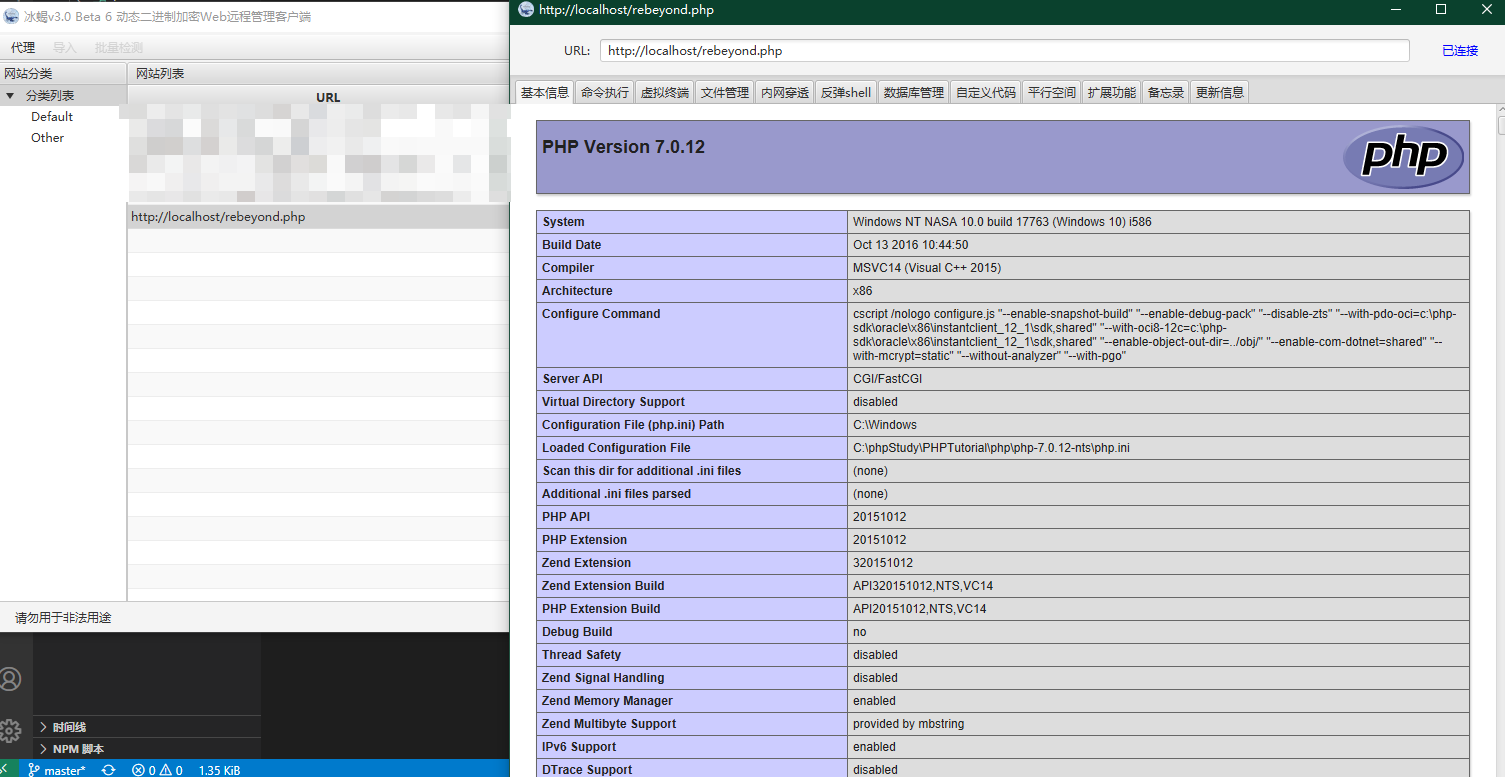 冰蝎v3.0 Beta 6 动态二进制加密Web远程管理客户端
代理 导入 批量检测
网站分类
网站列表
分类列表
Default
Other
URL
http://localhost/rebeyond.php
请勿用于非法用途
时间线
NPM 脚本
master* 0 0 1.35 KiB
http://localhost/rebeyond.php
URL: http://localhost/rebeyond.php 已连接
基本信息 命令执行 虚拟终端 文件管理 内网穿透 反弹shell 数据库管理 自定义代码 平行空间 扩展功能 备忘录 更新信息
PHP Version 7.0.12
php
System Windows NT NASA 10.0 build 17763 (Windows 10) i586
Build Date Oct 13 2016 10:44:50
Compiler MSVC14 (Visual C++ 2015)
Architecture x86
Configure Command cscript /nologo configure.js "--enable-snapshot-build" "--enable-debug-pack" "--disable-zts" "--with-pdo-oci=c:\php-
sdk\oracle\x86\instantclient_12_1\sdk,shared" "--with-oci8-12c=c:\php-
sdk\oracle\x86\instantclient_12_1\sdk,shared" "--enable-object-out-dir=../obj/" "--enable-com-dotnet=shared" "--
with-mcrypt=static" "--without-analyzer" "--with-pgo"
Server API CGI/FastCGI
Virtual Directory Support disabled
Configuration File (php.ini) Path C:\Windows
Loaded Configuration File C:\phpStudy\PHPTutorial\php\php-7.0.12-nts\php.ini
Scan this dir for additional .ini files (none)
Additional .ini files parsed (none)
PHP API 20151012
PHP Extension 20151012
Zend Extension 320151012
Zend Extension Build API320151012,NTS,VC14
PHP Extension Build API20151012,NTS,VC14
Debug Build no
Thread Safety disabled
Zend Signal Handling disabled
Zend Memory Manager enabled
Zend Multibyte Support provided by mbstring
IPv6 Support enabled
DTrace Support disabled